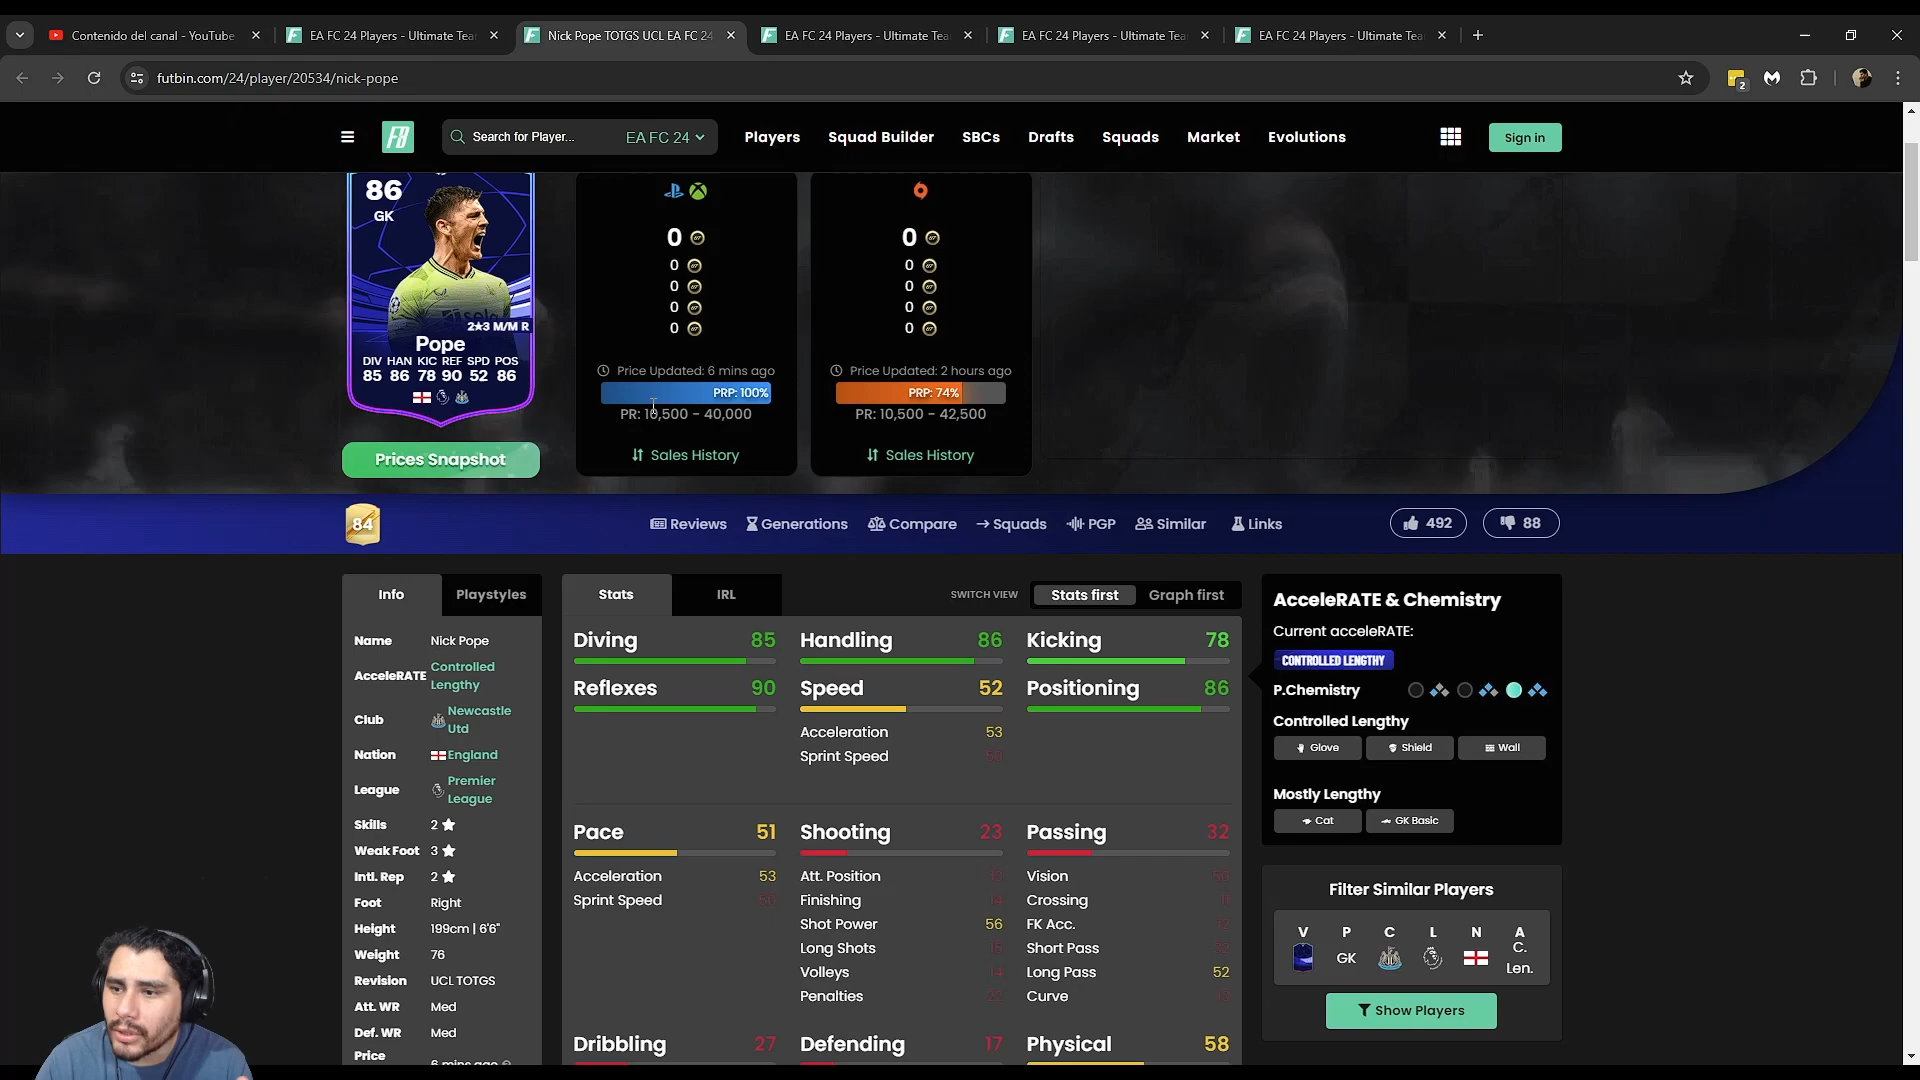 Contenido del canal - YouTube
EA FC 24 Players - Ultimate Tea
Nick Pope TOTGS UCL EA FC 24
EA FC 24 Players - Ultimate Tea
EA FC 24 Players - Ultimate Tea
EA FC 24 Players - Ultimate Tea
futbin.com/24/player/20534/nick-pope
2
FB
Search for Player...
EA FC 24
Players
Squad Builder
SBCs
Drafts
Squads
Market
Evolutions
Sign in
86
GK
2★3 M/M R
Pope
DIV HAN KIC REF SPD POS
85 86 78 90 52 86
Prices Snapshot
0
0
0
0
0
Price Updated: 6 mins ago
PRP: 100%
PR: 10,500 - 40,000
Sales History
0
0
0
0
0
Price Updated: 2 hours ago
PRP: 74%
PR: 10,500 - 42,500
Sales History
84
Reviews
Generations
Compare
Squads
PGP
Similar
Links
492
88
Info
Playstyles
Name Nick Pope
AcceleRATE Controlled Lengthy
Club Newcastle Utd
Nation England
League Premier League
Skills 2 ★
Weak Foot 3 ★
Intl. Rep 2 ★
Foot Right
Height 199cm | 6'6"
Weight 76
Revision UCL TOTGS
Att. WR Med
Def. WR Med
Price 6 mins ago
Stats
IRL
SWITCH VIEW
Stats first
Graph first
Diving 85
Handling 86
Kicking 78
Reflexes 90
Speed 52
Positioning 86
Acceleration 53
Sprint Speed 50
Pace 51
Shooting 23
Passing 32
Acceleration 53
Sprint Speed 50
Att. Position
Finishing
Shot Power 56
Long Shots
Volleys
Penalties
Vision
Crossing
FK Acc.
Short Pass
Long Pass 52
Curve
Dribbling 27
Defending 17
Physical 58
AcceleRATE & Chemistry
Current acceleRATE:
CONTROLLED LENGTHY
P.Chemistry
Controlled Lengthy
Glove
Shield
Wall
Mostly Lengthy
Cat
GK Basic
Filter Similar Players
V P C L N A
GK
C. Len.
Show Players